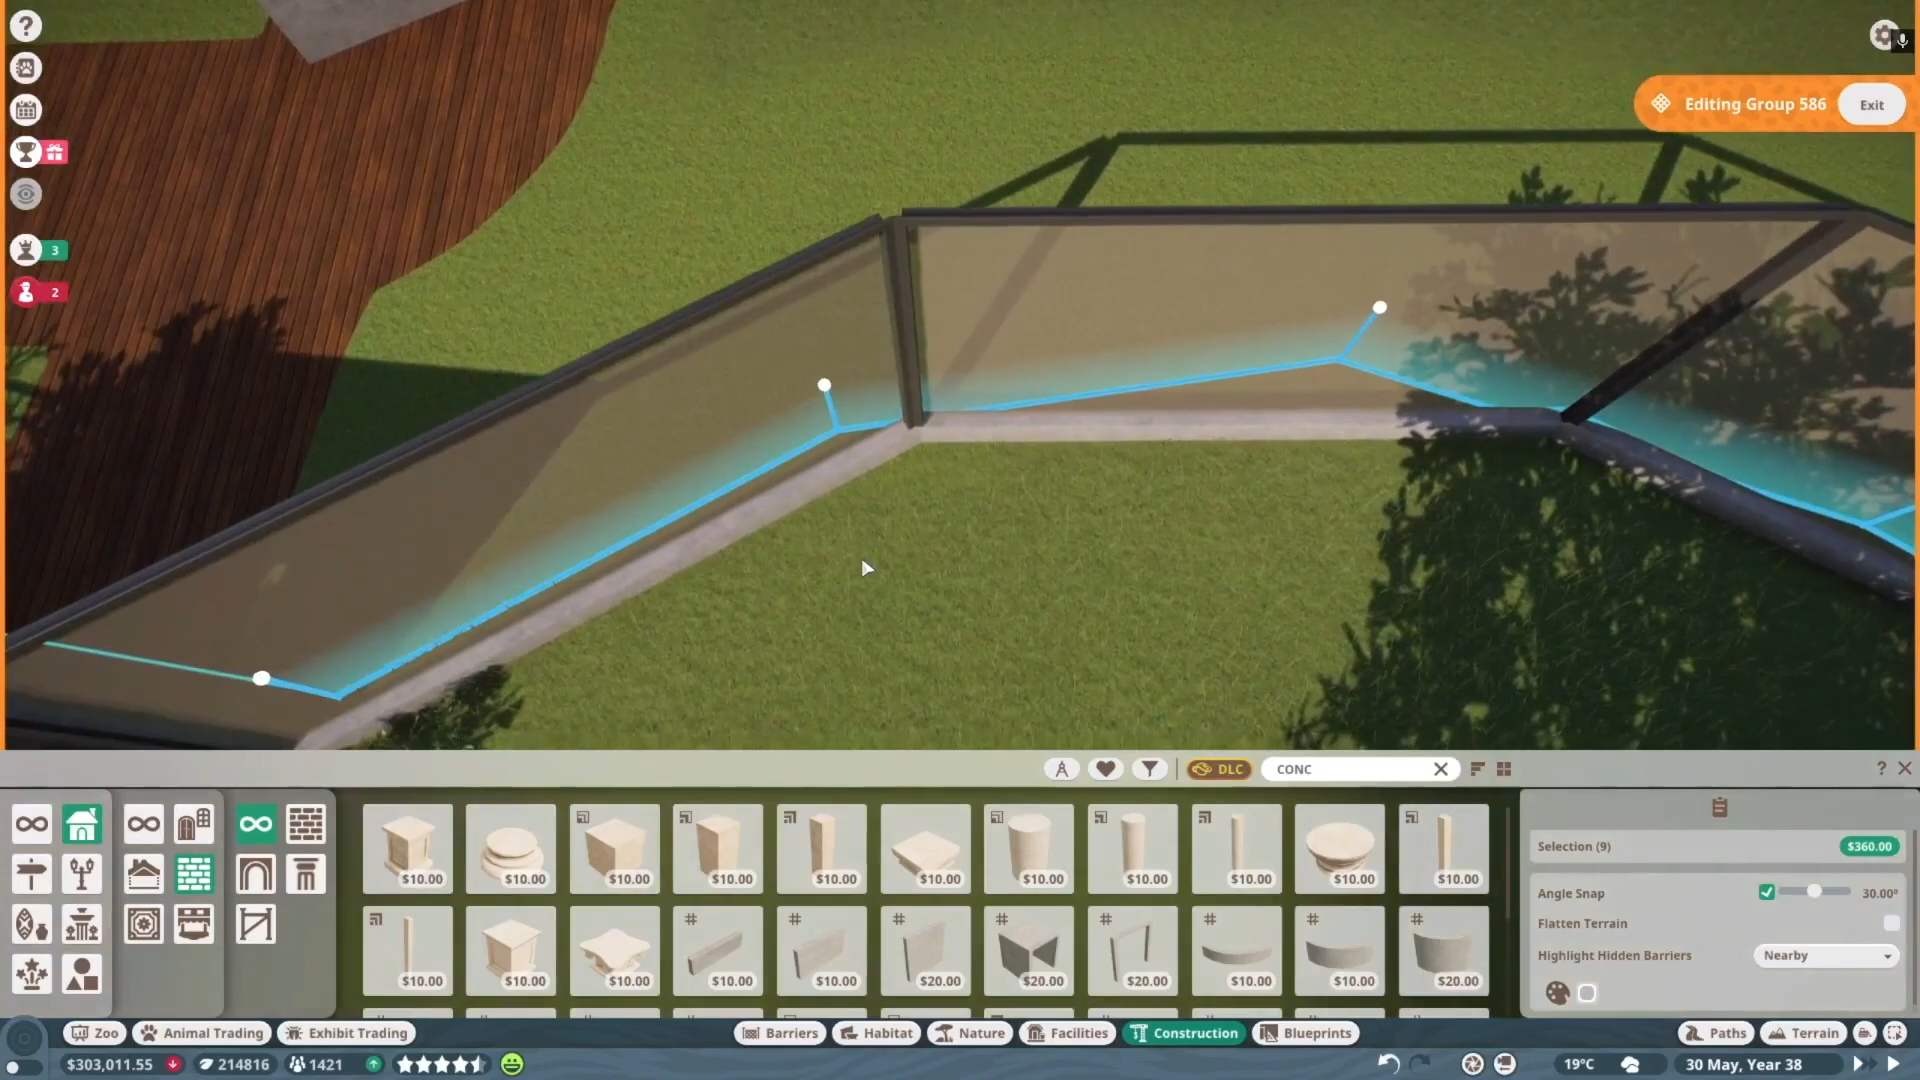 ?
Editing Group 586
Exit
3
2
DLC
CONC
?
$10.00 $10.00 $10.00 $10.00 $10.00 $10.00 $10.00 $10.00 $10.00 $10.00 $10.00
$10.00 $10.00 $10.00 $10.00 $10.00 $20.00 $20.00 $20.00 $10.00 $10.00 $20.00
Selection (9) $360.00
Angle Snap 30.00°
Flatten Terrain
Highlight Hidden Barriers Nearby
Zoo Animal Trading Exhibit Trading Barriers Habitat Nature Facilities Construction Blueprints Paths Terrain
$303,011.55 214816 1421 19°C 30 May, Year 38